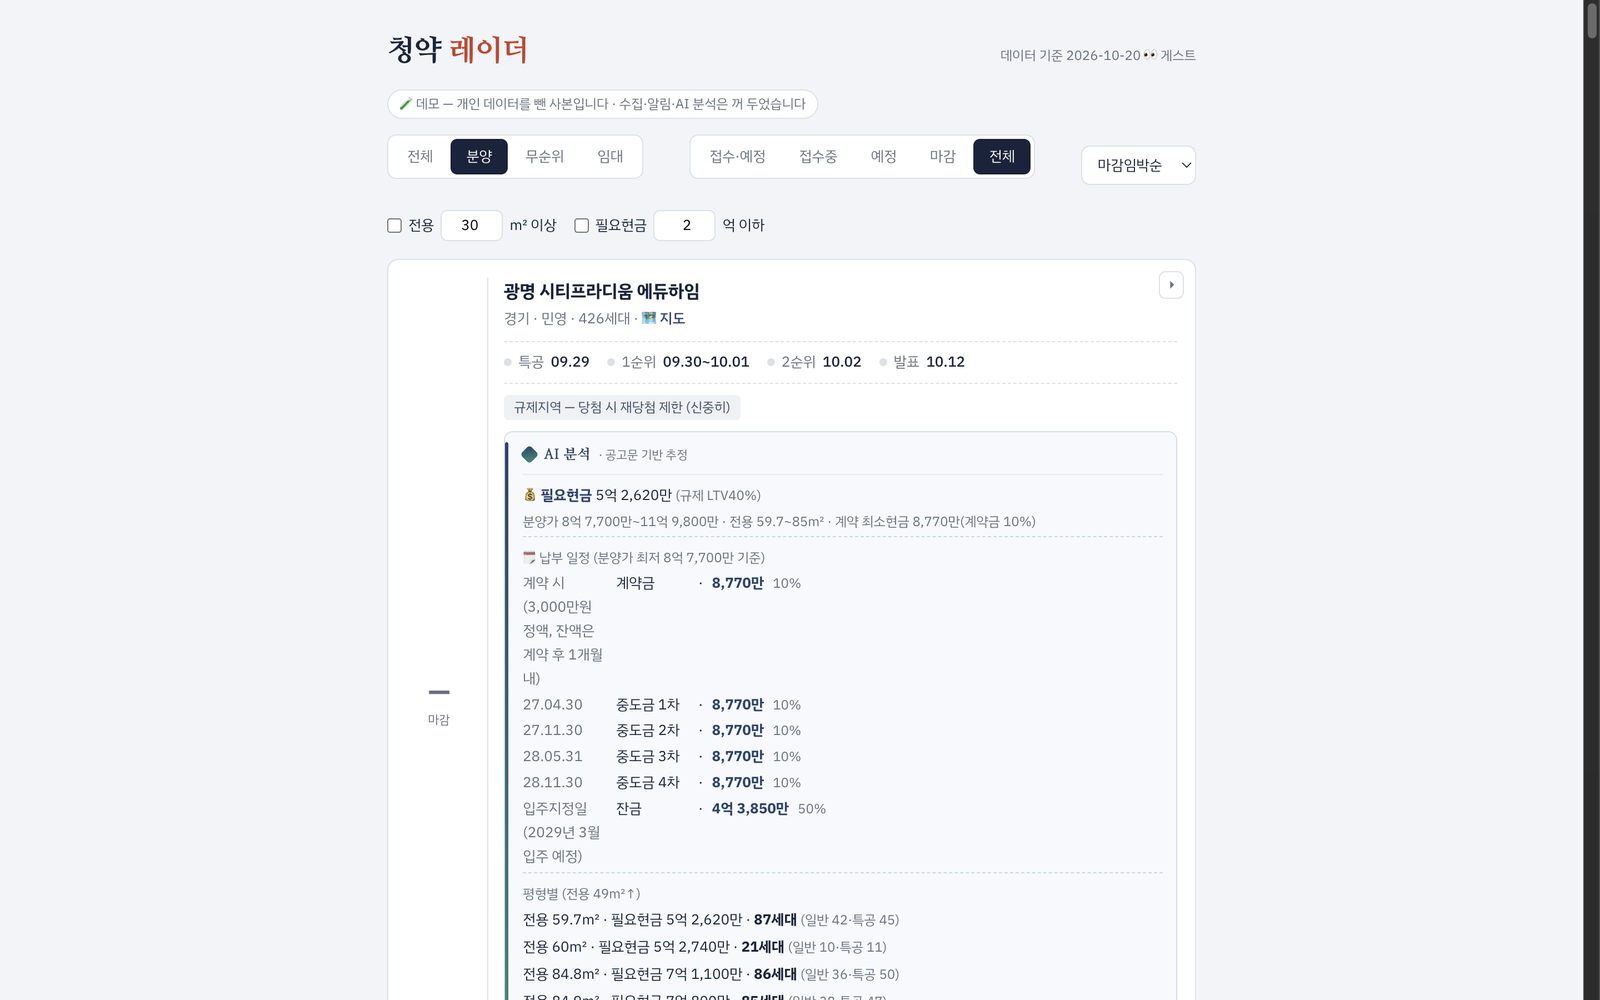 청약 레이더
데이터 기준 2026-10-20 👀 게스트
🧪 데모 — 개인 데이터를 뺀 사본입니다 · 수집·알림·AI 분석은 꺼 두었습니다
전체 분양 무순위 임대 접수·예정 접수중 예정 마감 전체 마감임박순
전용 30 m² 이상 필요현금 2 억 이하
광명 시티프라디움 에듀하임
경기 · 민영 · 426세대 · 🗺️ 지도
특공 09.29 1순위 09.30~10.01 2순위 10.02 발표 10.12
규제지역 — 당첨 시 재당첨 제한 (신중히)
AI 분석 · 공고문 기반 추정
💰 필요현금 5억 2,620만 (규제 LTV40%)
분양가 8억 7,700만~11억 9,800만 · 전용 59.7~85m² · 계약 최소현금 8,770만(계약금 10%)
🗓️ 납부 일정 (분양가 최저 8억 7,700만 기준)
계약 시 계약금 · 8,770만 10%
(3,000만원
정액, 잔액은
계약 후 1개월
내)
27.04.30 중도금 1차 · 8,770만 10%
27.11.30 중도금 2차 · 8,770만 10%
28.05.31 중도금 3차 · 8,770만 10%
28.11.30 중도금 4차 · 8,770만 10%
입주지정일 잔금 · 4억 3,850만 50%
(2029년 3월
입주 예정)
평형별 (전용 49m²↑)
전용 59.7m² · 필요현금 5억 2,620만 · 87세대 (일반 42·특공 45)
전용 60m² · 필요현금 5억 2,740만 · 21세대 (일반 10·특공 11)
전용 84.8m² · 필요현금 7억 1,100만 · 86세대 (일반 36·특공 50)
— 마감